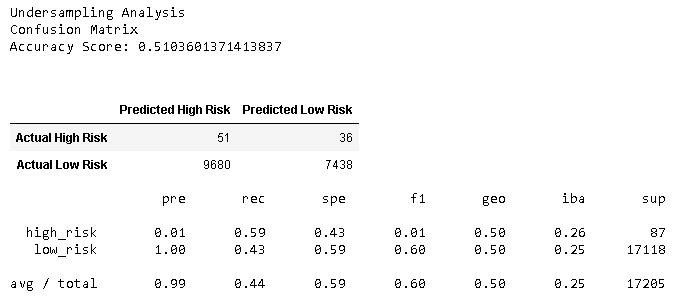 Undersampling Analysis
Confusion Matrix
Accuracy Score: 0.5103601371413837
Predicted High Risk Predicted Low Risk
Actual High Risk 51 36
Actual Low Risk 9680 7438
pre rec spe f1 geo iba sup
high_risk 0.01 0.59 0.43 0.01 0.50 0.26 87
low_risk 1.00 0.43 0.59 0.60 0.50 0.25 17118
avg / total 0.99 0.44 0.59 0.60 0.50 0.25 17205